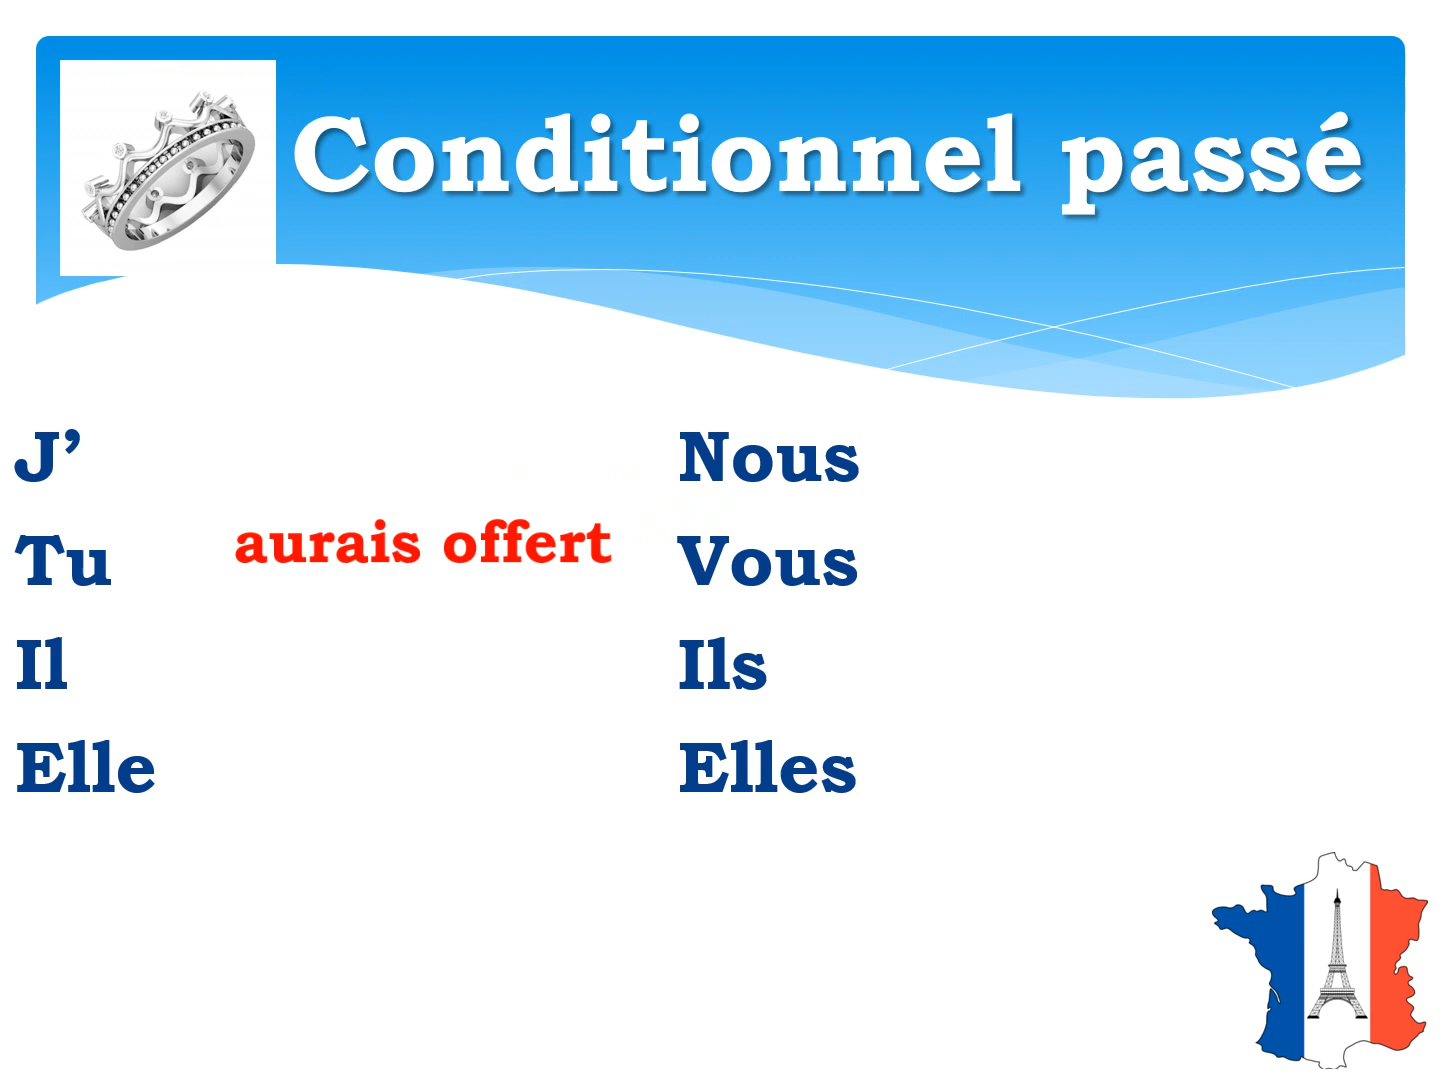 Conditionnel passé
J’
Tu
Il
Elle
aurais offert
Nous
Vous
Ils
Elles